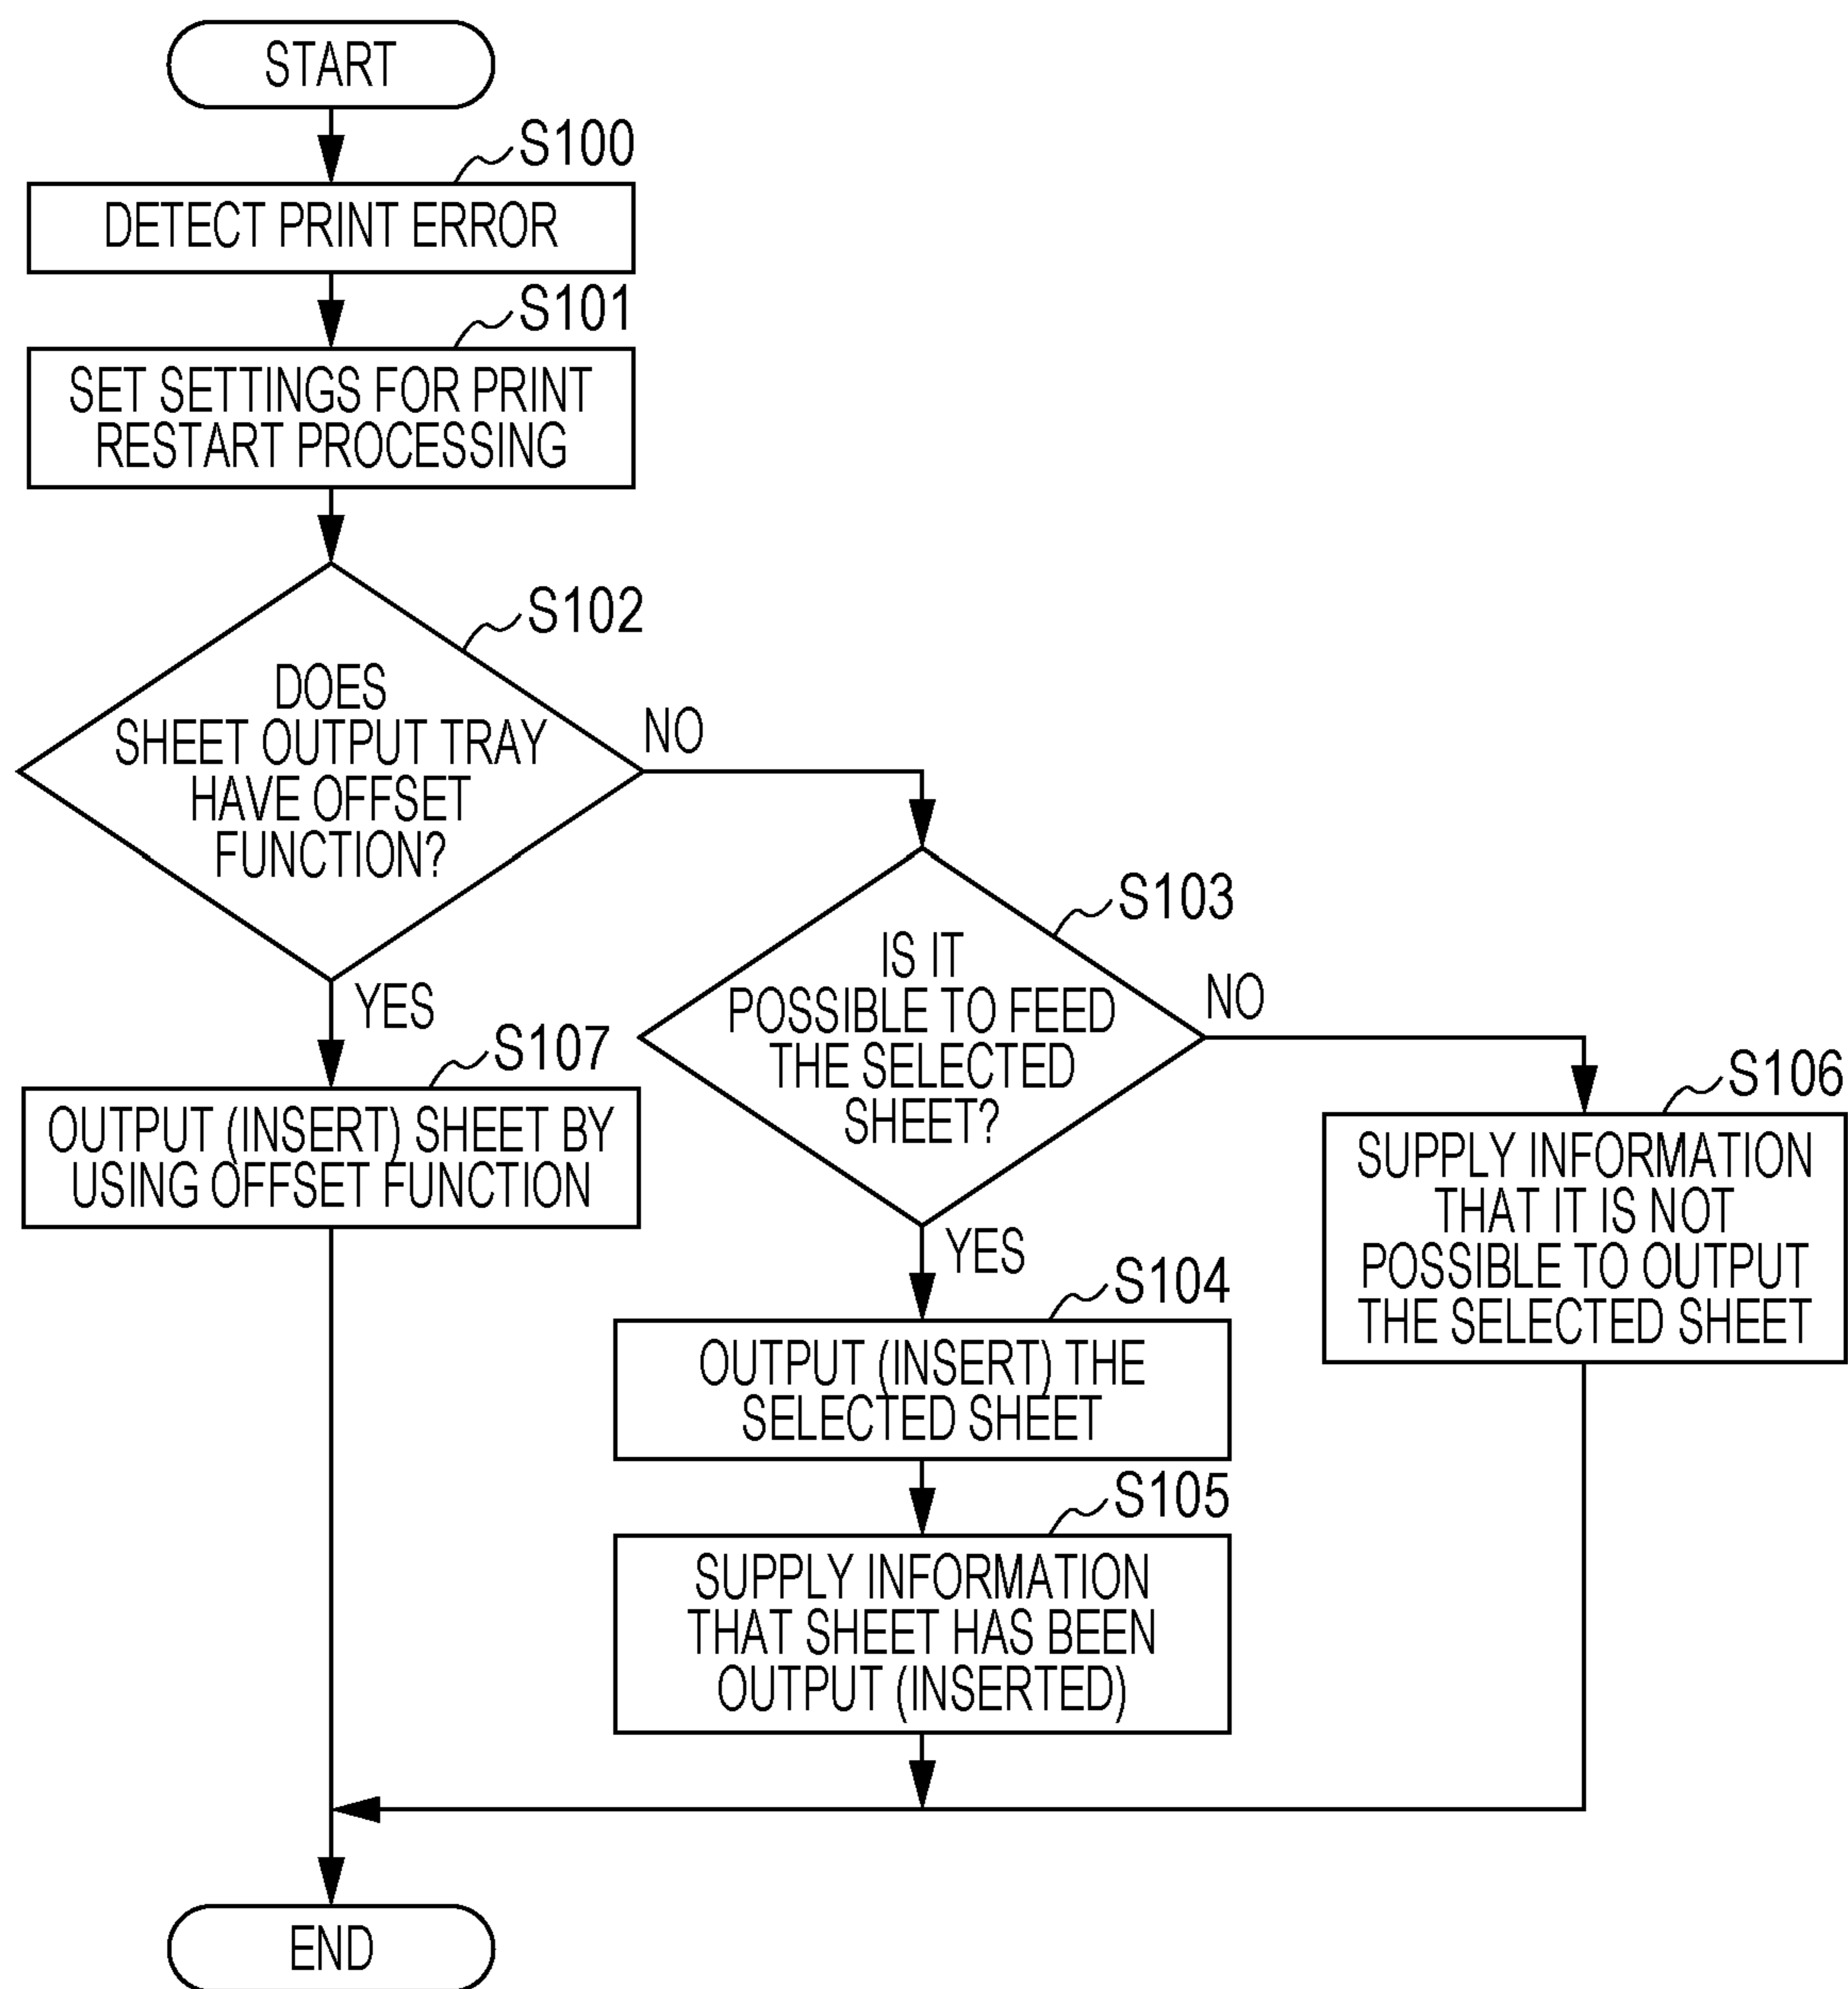 START
S100
DETECT PRINT ERROR
S101
SET SETTINGS FOR PRINT
RESTART PROCESSING
S102
DOES
SHEET OUTPUT TRAY
HAVE OFFSET
FUNCTION?
NO
YES
S103
IS IT
POSSIBLE TO FEED
THE SELECTED
SHEET?
NO
YES
S107
OUTPUT (INSERT) SHEET BY
USING OFFSET FUNCTION
S106
SUPPLY INFORMATION
THAT IT IS NOT
POSSIBLE TO OUTPUT
THE SELECTED SHEET
S104
OUTPUT (INSERT) THE
SELECTED SHEET
S105
SUPPLY INFORMATION
THAT SHEET HAS BEEN
OUTPUT (INSERTED)
END